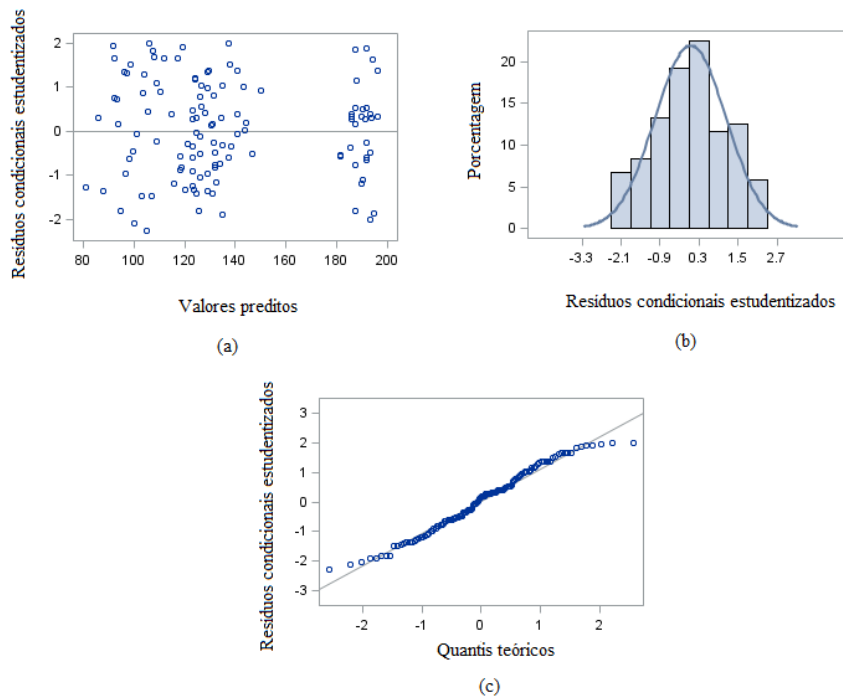 Resíduos condicionais estudentizados
2
1
0
-1
-2
80 100 120 140 160 180 200
Valores preditos
(a)
Porcentagem
20
15
10
5
0
-3.3 -2.1 -0.9 0.3 1.5 2.7
Resíduos condicionais estudentizados
(b)
Resíduos condicionais estudentizados
3
2
1
0
-1
-2
-3
-2 -1 0 1 2
Quantis teóricos
(c)